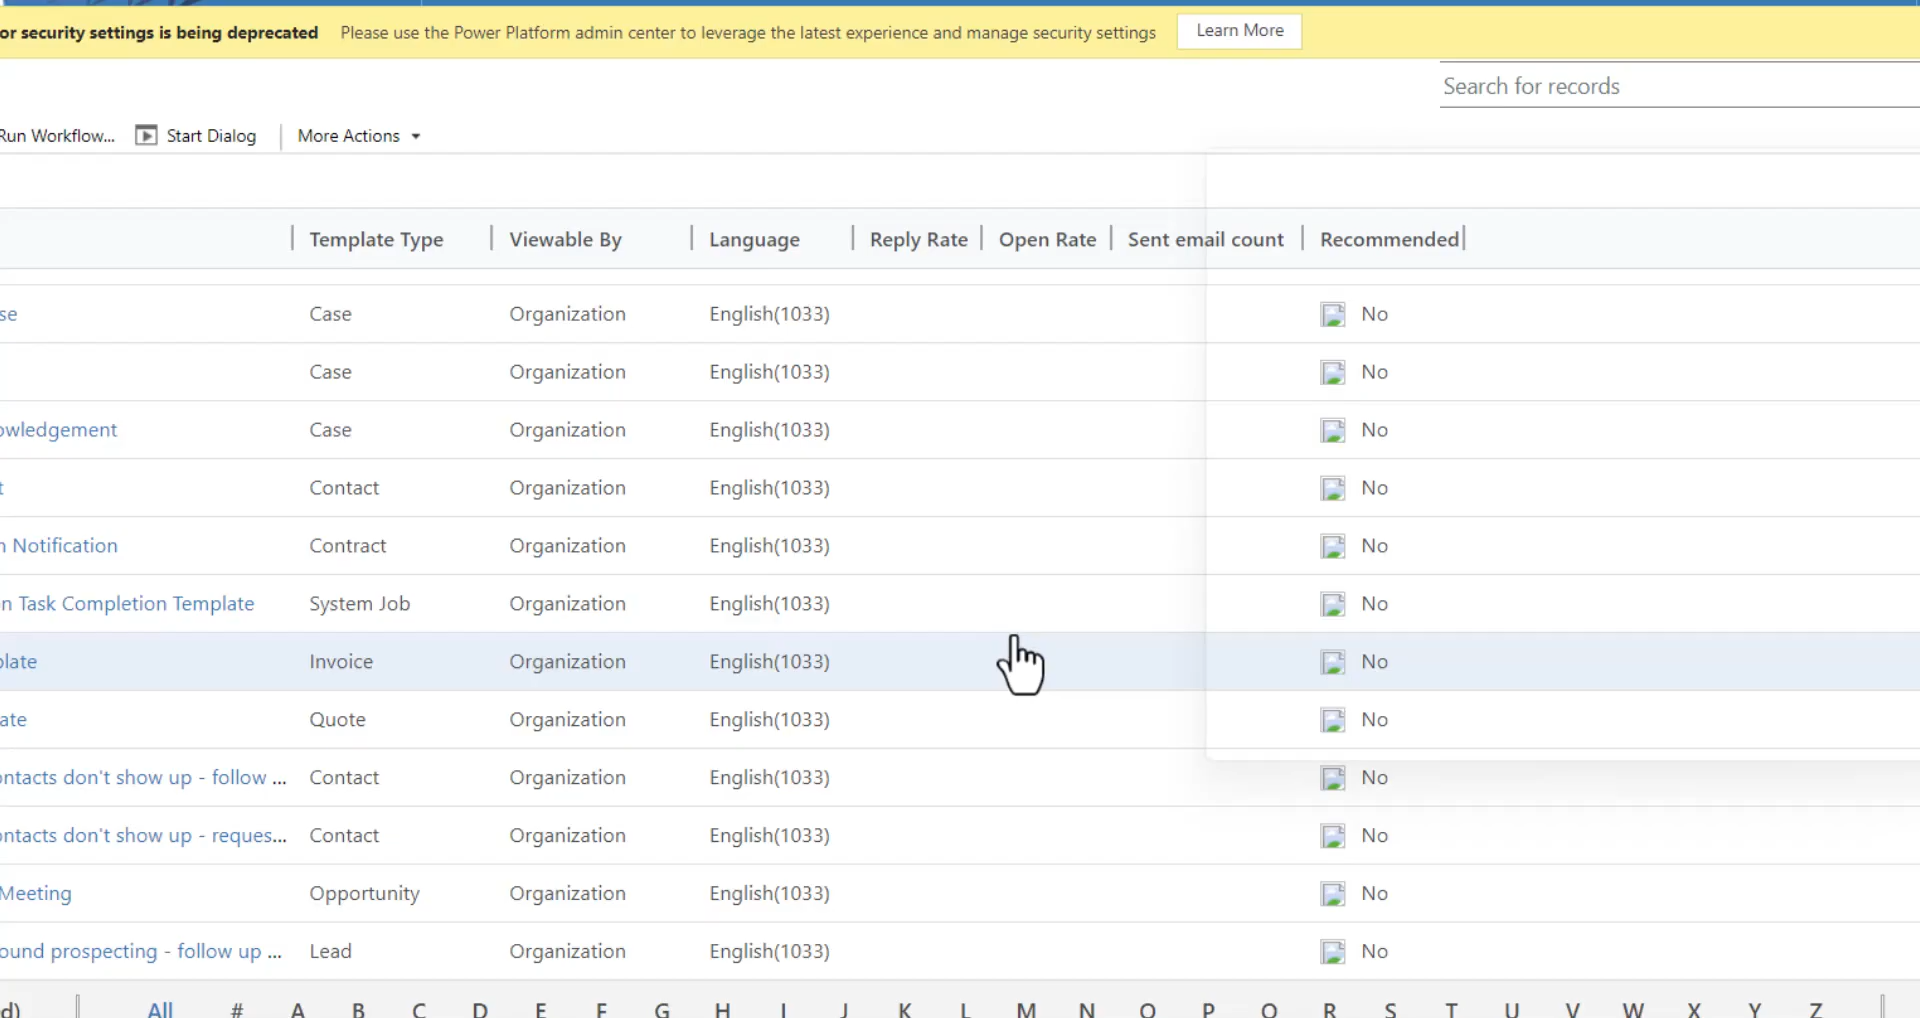 or security settings is being deprecated Please use the Power Platform admin center to leverage the latest experience and manage security settings Learn More
Search for records
Run Workflow... Start Dialog More Actions
Template Type Viewable By Language Reply Rate Open Rate Sent email count Recommended
se Case Organization English(1033) No
Case Organization English(1033) No
owledgement Case Organization English(1033) No
t Contact Organization English(1033) No
n Notification Contract Organization English(1033) No
n Task Completion Template System Job Organization English(1033) No
plate Invoice Organization English(1033) No
ate Quote Organization English(1033) No
ontacts don't show up - follow ... Contact Organization English(1033) No
ontacts don't show up - reques... Contact Organization English(1033) No
Meeting Opportunity Organization English(1033) No
ound prospecting - follow up ... Lead Organization English(1033) No
d) All # A B C D E F G H I J K L M N O P Q R S T U V W X Y Z